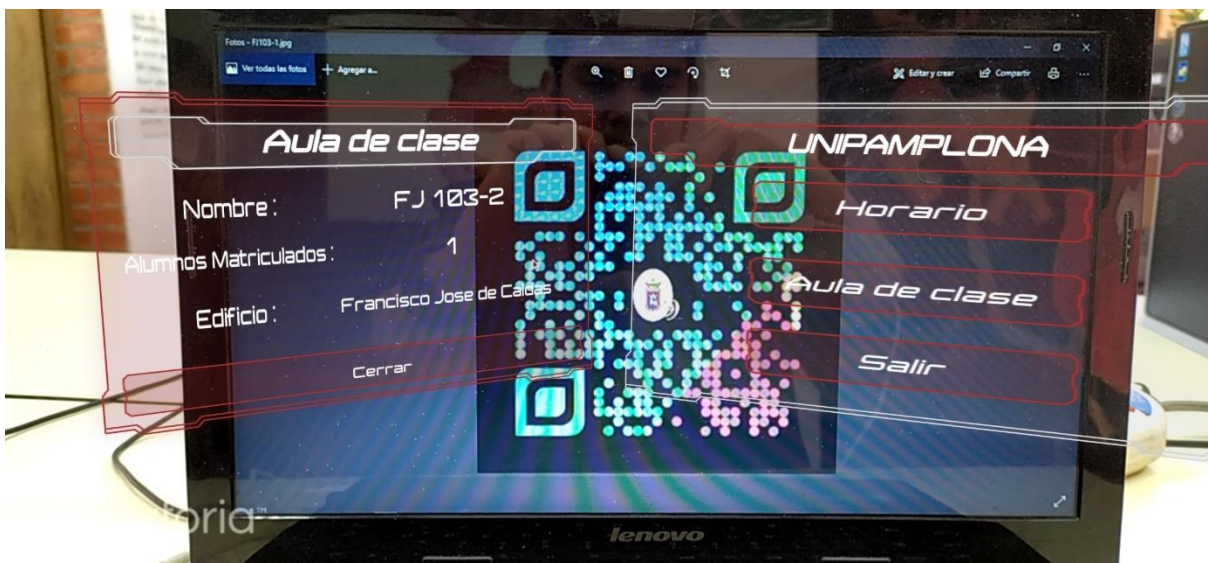 Fotos - FJ103-1.jpg
Ver todas las fotos
Agregar a...
Editar y crear
Compartir
Aula de clase
Nombre :
FJ 103-2
Alumnos Matriculados :
1
Edificio :
Francisco Jose de Caldas
Cerrar
UNIPAMPLONA
Horario
Aula de clase
Salir
lenovo